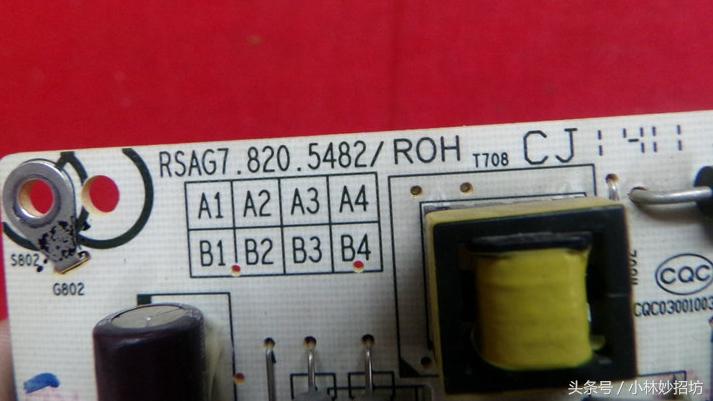 RSAG7.820.5482/ROH T708 CJ 1411
A1 A2 A3 A4
B1 B2 B3 B4
S802
G802
CQC
CQC03001003
头条号 / 小林妙招坊